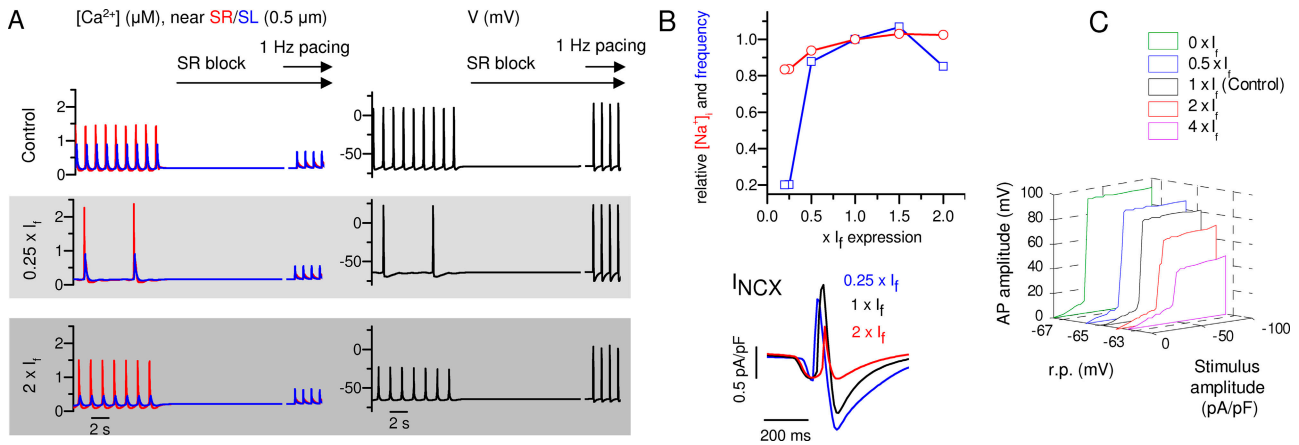 A
[Ca²⁺] (µM), near SR/SL (0.5 µm)
V (mV)
1 Hz pacing
SR block
1 Hz pacing
SR block
Control
2
1
0
0
-50
0.25 x If
2
1
0
0
-50
2 x If
2
1
0
0
-50
2 s
2 s
B
relative [Na⁺]i and frequency
1.0
0.8
0.6
0.4
0.2
0.0
0.5
1.0
1.5
2.0
x If expression
INCX
0.25 x If
1 x If
2 x If
0.5 pA/pF
200 ms
C
0 x If
0.5 x If
1 x If (Control)
2 x If
4 x If
AP amplitude (mV)
100
80
60
40
20
0
-67
-65
-63
0
-50
-100
r.p. (mV)
Stimulus
amplitude
(pA/pF)